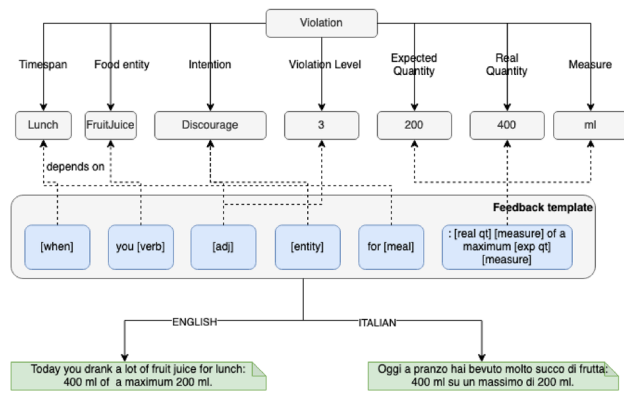 Violation
Timespan
Food entity
Intention
Violation Level
Expected
Quantity
Real
Quantity
Measure
Lunch
FruitJuice
Discourage
3
200
400
ml
depends on
Feedback template
[when]
you [verb]
[adj]
[entity]
for [meal]
: [real qt] [measure] of a
maximum [exp qt]
[measure]
ENGLISH
ITALIAN
Today you drank a lot of fruit juice for lunch:
400 ml of a maximum 200 ml.
Oggi a pranzo hai bevuto molto succo di frutta:
400 ml su un massimo di 200 ml.